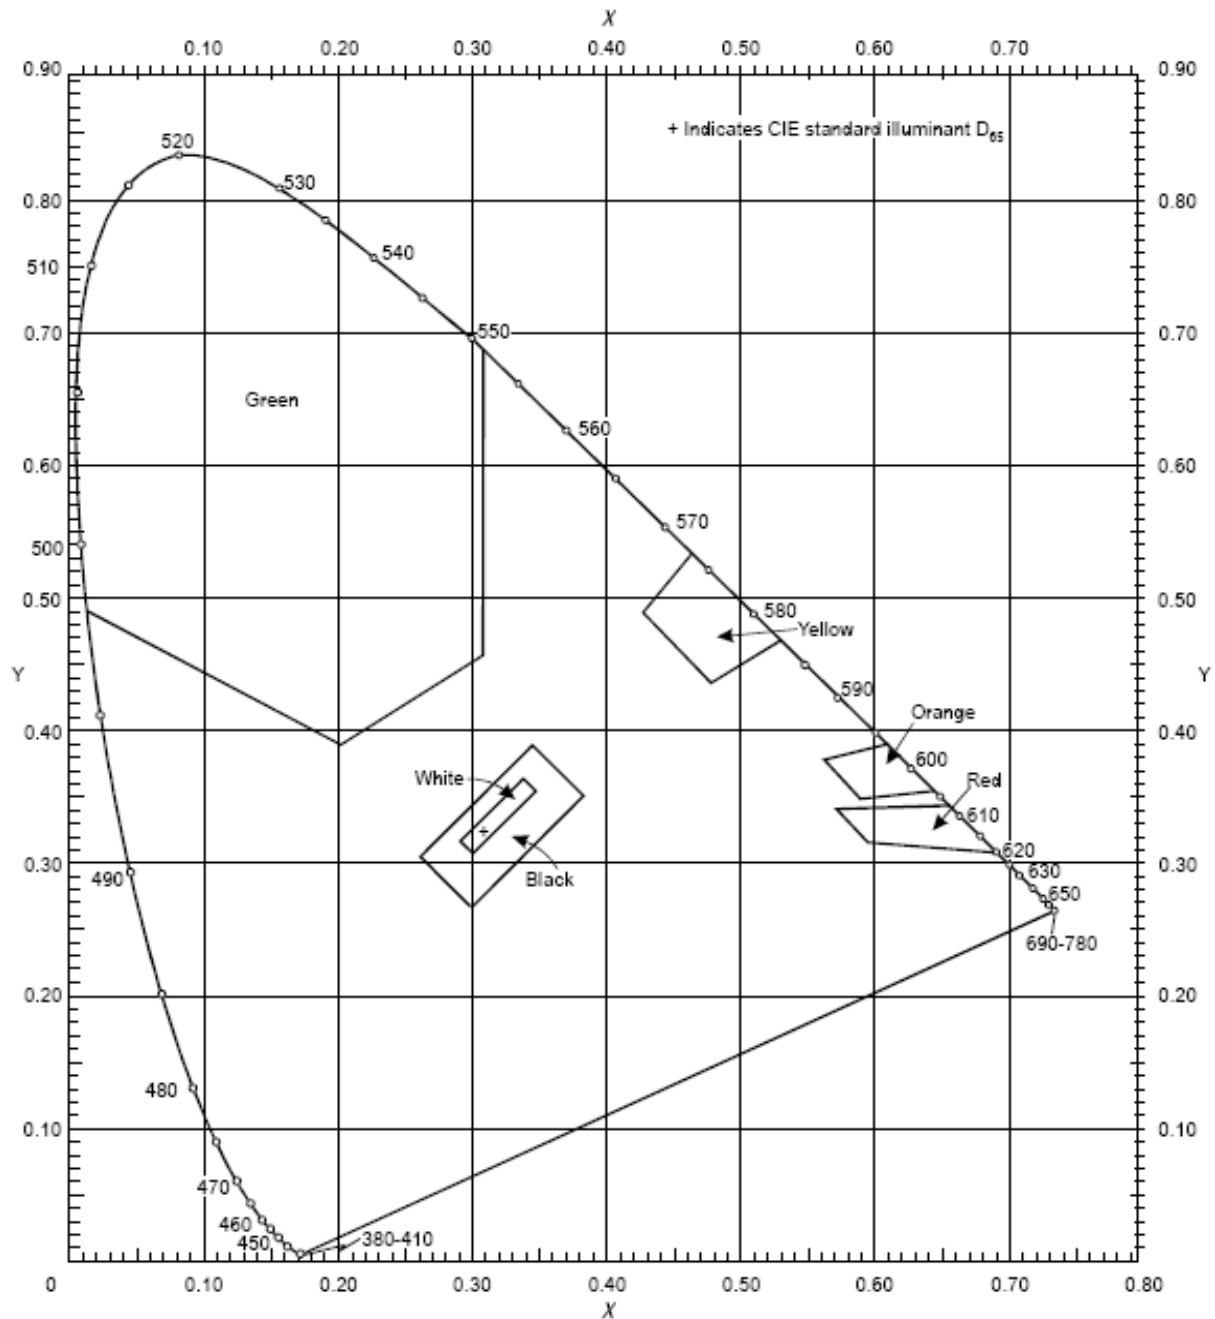 X
0.10 0.20 0.30 0.40 0.50 0.60 0.70
0.90 0.90
+ Indicates CIE standard illuminant D65
520
530
0.80 0.80
540
510
0.70 550 0.70
Green
560
0.60 0.60
570
500
0.50 0.50
580
Yellow
Y Y
590
Orange
0.40 0.40
600
White Red
610
620
0.30 0.30
490 Black 630
650
690-780
0.20 0.20
480
0.10 0.10
470
460
450 380-410
0 0.10 0.20 0.30 0.40 0.50 0.60 0.70 0.80
X